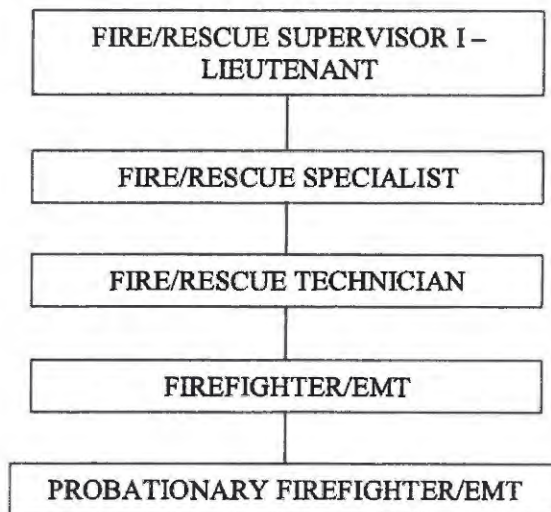 FIRE/RESCUE SUPERVISOR I –
LIEUTENANT
FIRE/RESCUE SPECIALIST
FIRE/RESCUE TECHNICIAN
FIREFIGHTER/EMT
PROBATIONARY FIREFIGHTER/EMT